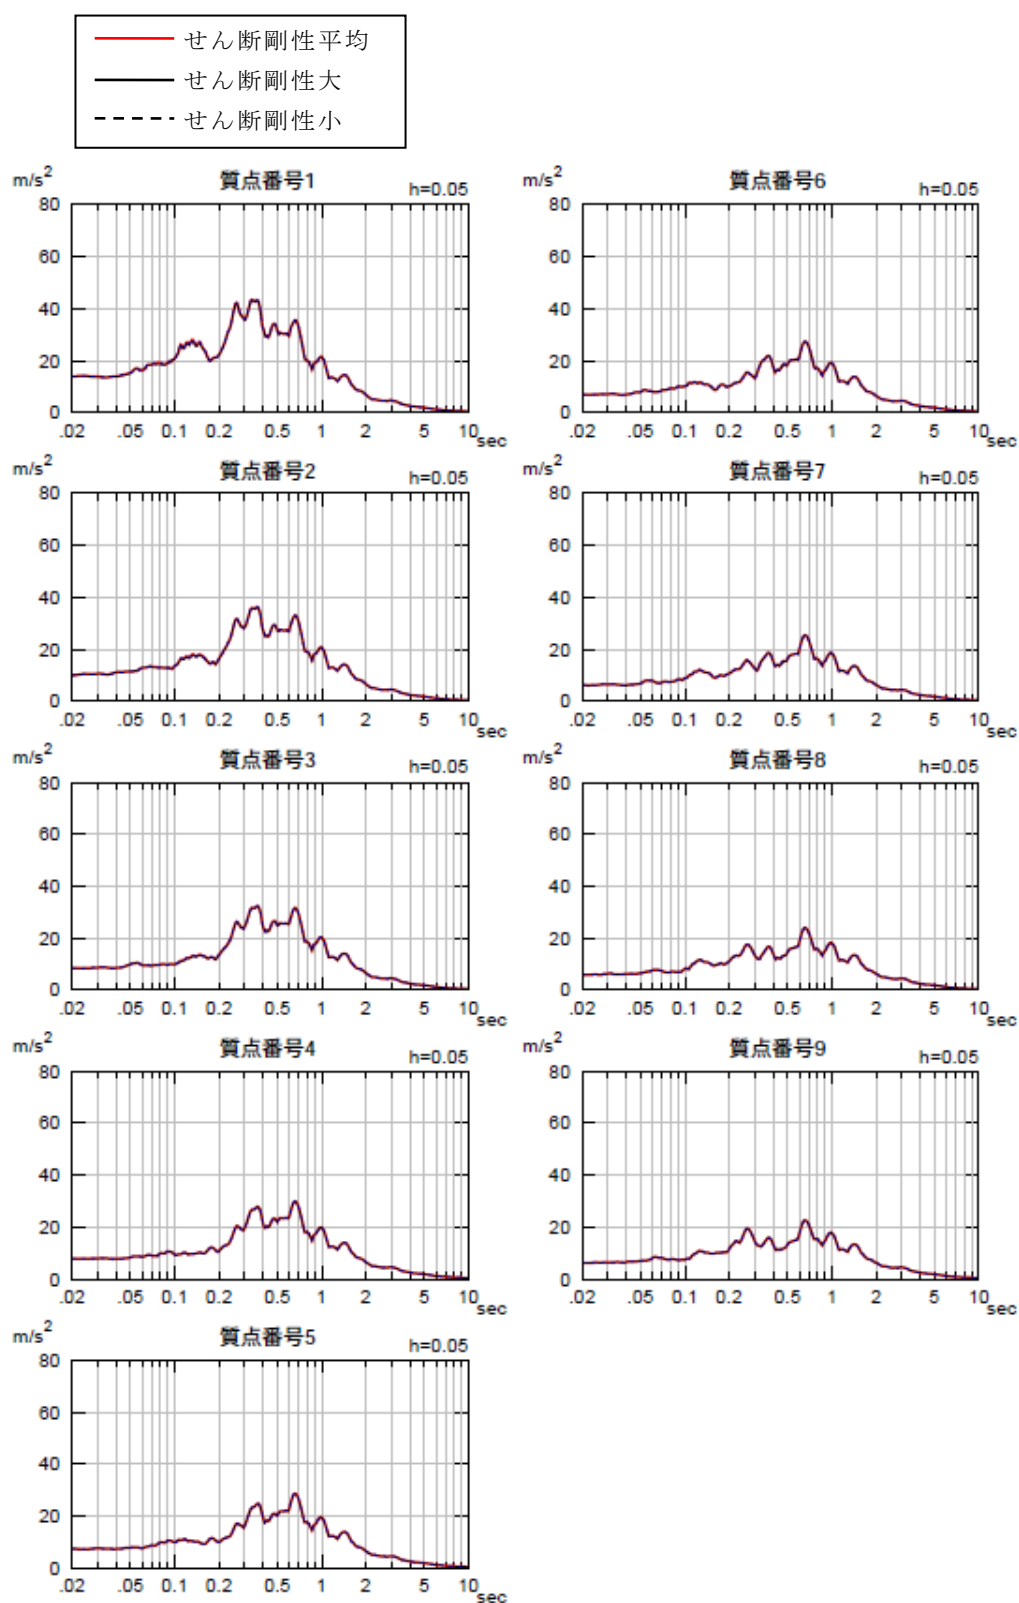 せん断剛性平均
せん断剛性大
せん断剛性小
m/s2 質点番号1 h=0.05
80
60
40
20
0
.02 .05 0.1 0.2 0.5 1 2 5 10 sec
m/s2 質点番号2 h=0.05
80
60
40
20
0
.02 .05 0.1 0.2 0.5 1 2 5 10 sec
m/s2 質点番号3 h=0.05
80
60
40
20
0
.02 .05 0.1 0.2 0.5 1 2 5 10 sec
m/s2 質点番号4 h=0.05
80
60
40
20
0
.02 .05 0.1 0.2 0.5 1 2 5 10 sec
m/s2 質点番号5 h=0.05
80
60
40
20
0
.02 .05 0.1 0.2 0.5 1 2 5 10 sec
m/s2 質点番号6 h=0.05
80
60
40
20
0
.02 .05 0.1 0.2 0.5 1 2 5 10 sec
m/s2 質点番号7 h=0.05
80
60
40
20
0
.02 .05 0.1 0.2 0.5 1 2 5 10 sec
m/s2 質点番号8 h=0.05
80
60
40
20
0
.02 .05 0.1 0.2 0.5 1 2 5 10 sec
m/s2 質点番号9 h=0.05
80
60
40
20
0
.02 .05 0.1 0.2 0.5 1 2 5 10 sec